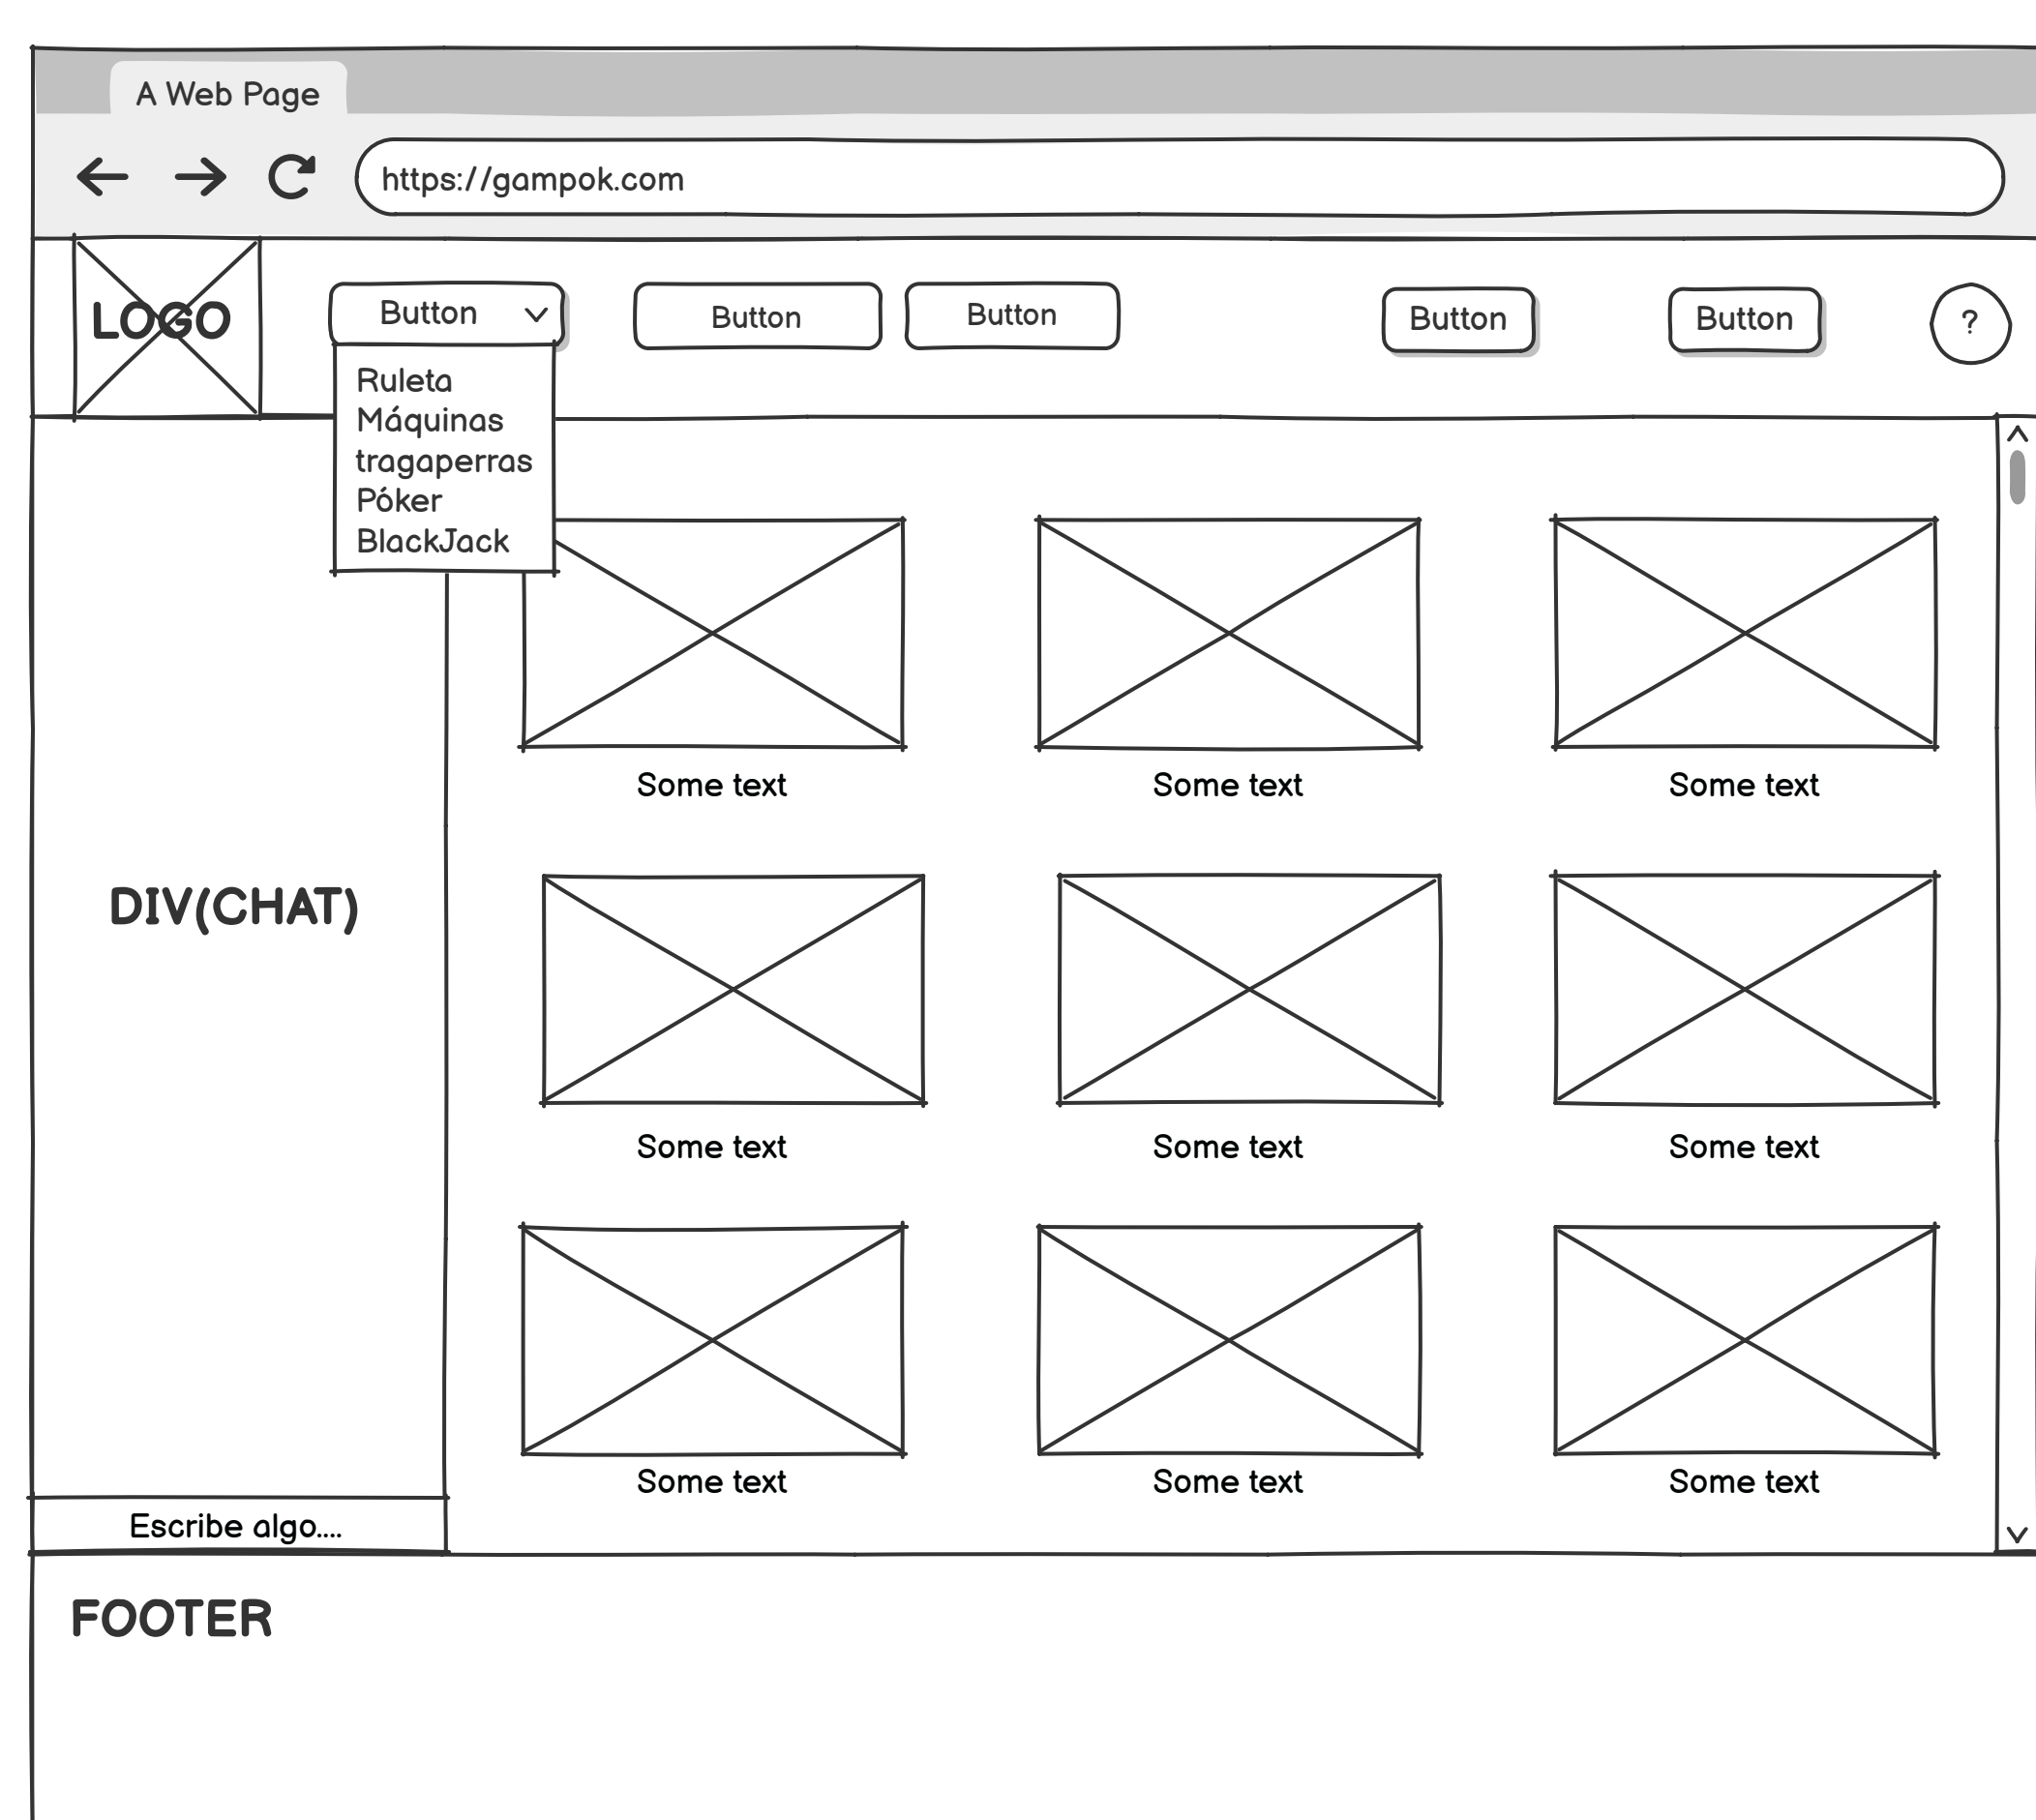 A Web Page
https://gampok.com
LOGO
Button
Button
Button
Button
Button
?
Ruleta
Máquinas
tragaperras
Póker
BlackJack
Some text
Some text
Some text
DIV(CHAT)
Some text
Some text
Some text
Some text
Some text
Some text
Escribe algo....
FOOTER